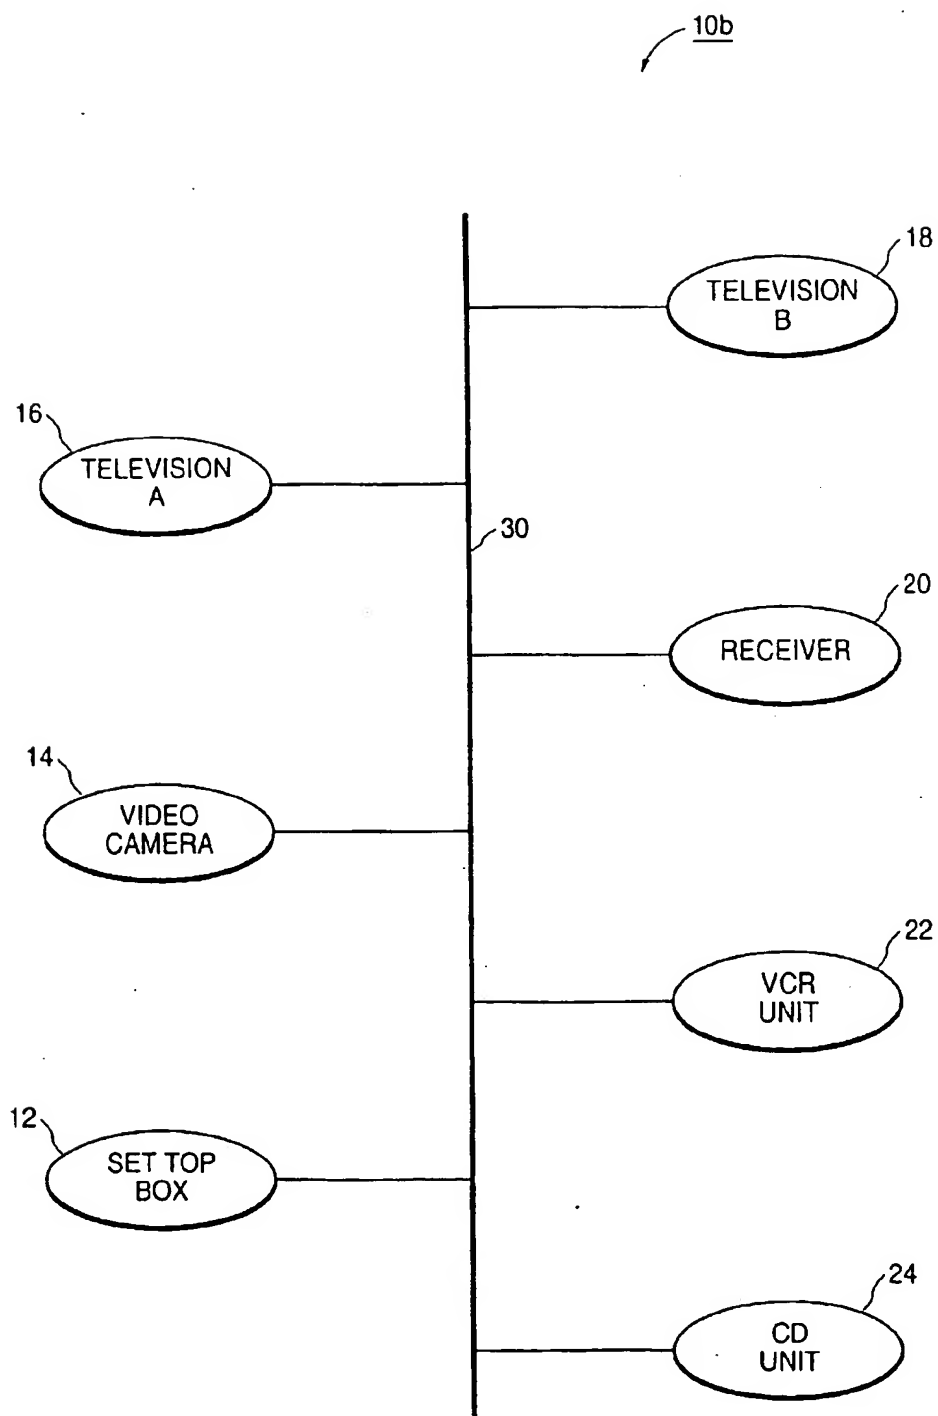 10b
18
TELEVISION
B
16
TELEVISION
A
30
20
RECEIVER
14
VIDEO
CAMERA
22
VCR
UNIT
12
SET TOP
BOX
24
CD
UNIT